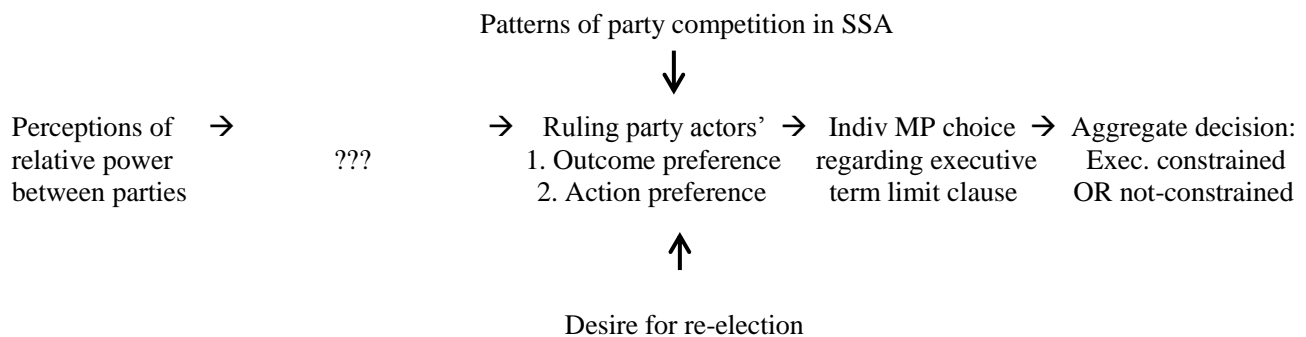 Patterns of party competition in SSA
↓
Perceptions of → → Ruling party actors’ → Indiv MP choice → Aggregate decision:
relative power ??? 1. Outcome preference regarding executive Exec. constrained
between parties 2. Action preference term limit clause OR not-constrained
↑
Desire for re-election